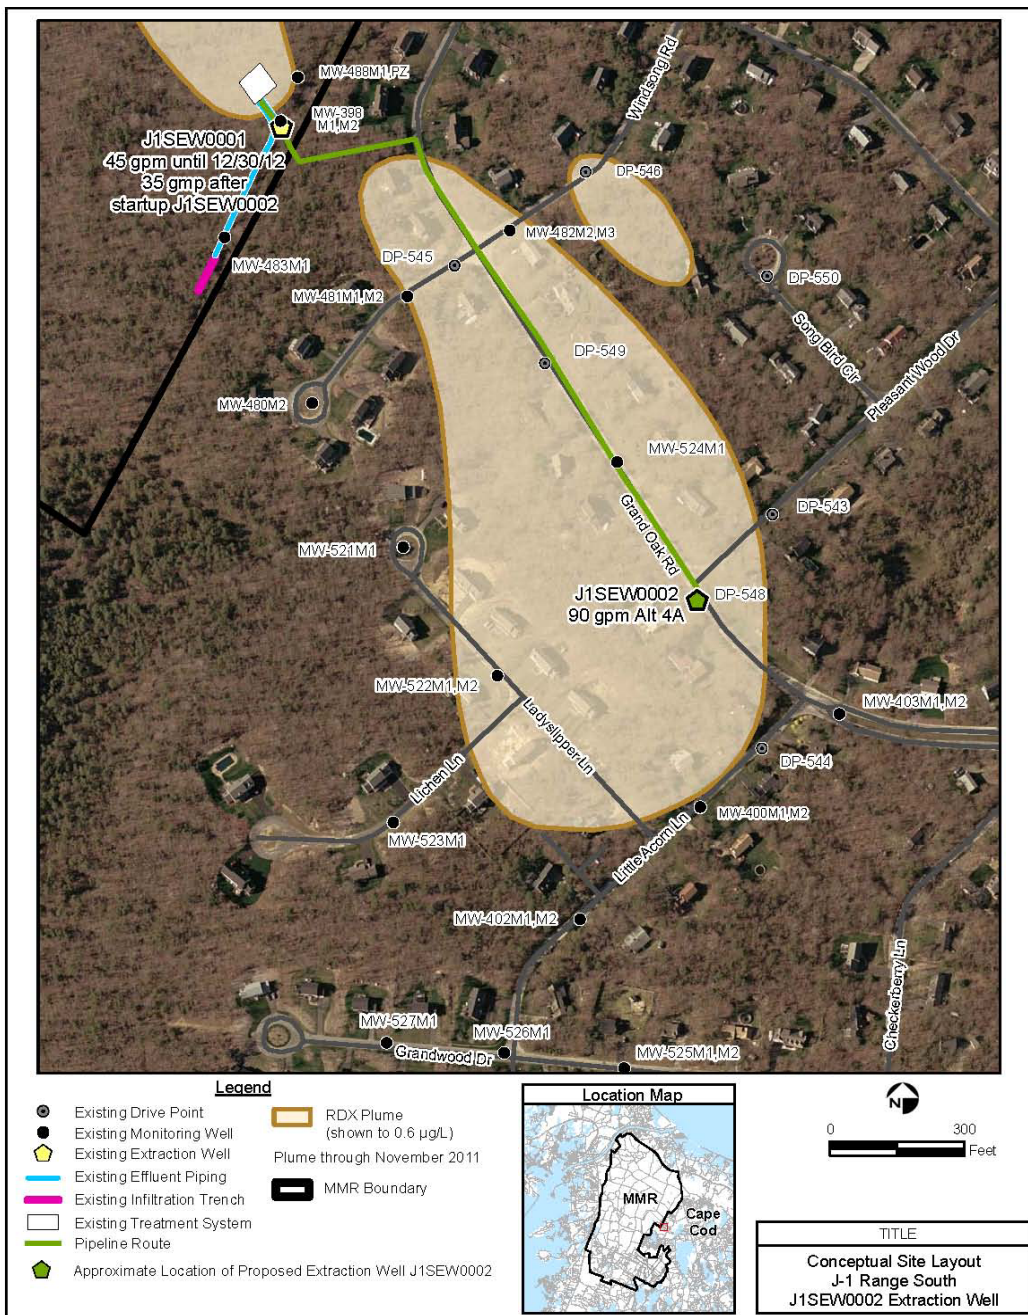 MW-488M1,PZ
MW-398
M1,M2
J1SEW0001
45 gpm until 12/30/12
35 gmp after
startup J1SEW0002
MW-483M1
Windsong Rd
DP-546
MW-482M2,M3
DP-545
MW-481M1,M2
DP-550
Song Bird Cir
Pleasant Wood Dr
DP-549
MW-480M2
MW-524M1
Grand Oak Rd
DP-543
MW-521M1
J1SEW0002
90 gpm Alt 4A
DP-548
MW-522M1,M2
Ladyslipper Ln
MW-403M1,M2
DP-544
Lichen Ln
MW-523M1
MW-400M1,M2
Little Acorn Ln
MW-402M1,M2
Checkerberry Ln
MW-527M1
MW-526M1
Grandwood Dr
MW-525M1,M2
Legend
Existing Drive Point
Existing Monitoring Well
Existing Extraction Well
Existing Effluent Piping
Existing Infiltration Trench
Existing Treatment System
Pipeline Route
Approximate Location of Proposed Extraction Well J1SEW0002
RDX Plume
(shown to 0.6 µg/L)
Plume through November 2011
MMR Boundary
Location Map
MMR
Cape
Cod
N
0 300
Feet
TITLE
Conceptual Site Layout
J-1 Range South
J1SEW0002 Extraction Well